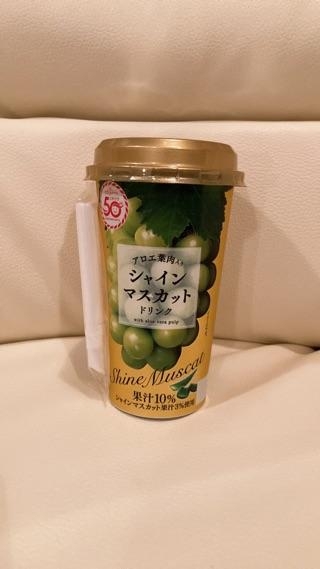 50
アロエ葉肉入り
シャイン
マスカット
ドリンク
with aloe vera pulp
Shine Muscat
果汁10%
シャインマスカット果汁3%使用